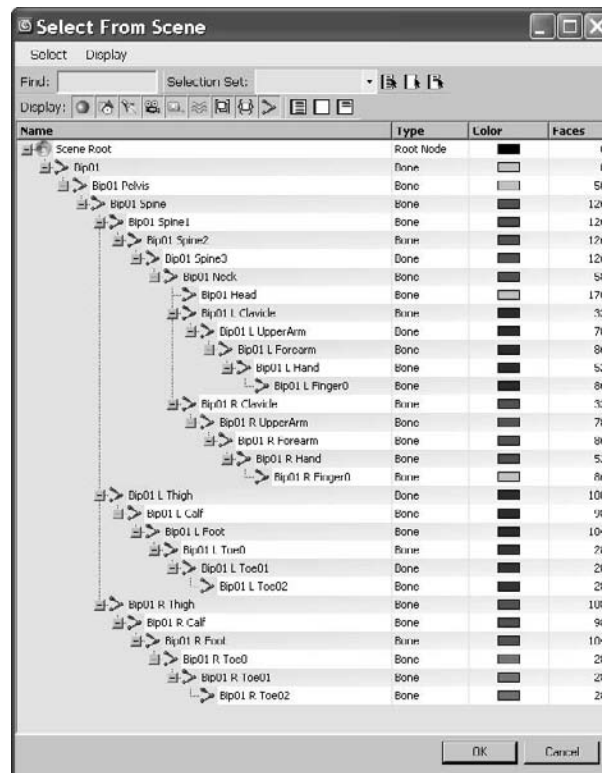 Select From Scene
Select Display
Find: Selection Set:
Display:
Name Type Color Faces
Scene Root Root Node
Bip01 Bone
Bip01 Pelvis Bone
Bip01 Spine Bone
Bip01 Spine1 Bone
Bip01 Spine2 Bone
Bip01 Spine3 Bone
Bip01 Neck Bone
Bip01 Head Bone
Bip01 L Clavicle Bone
Bip01 L UpperArm Bone
Bip01 L Forearm Bone
Bip01 L Hand Bone
Bip01 L Finger0 Bone
Bip01 R Clavicle Bone
Bip01 R UpperArm Bone
Bip01 R Forearm Bone
Bip01 R Hand Bone
Bip01 R Finger0 Bone
Bip01 L Thigh Bone
Bip01 L Calf Bone
Bip01 L Foot Bone
Bip01 L Toe0 Bone
Bip01 L Toe01 Bone
Bip01 L Toe02 Bone
Bip01 R Thigh Bone
Bip01 R Calf Bone
Bip01 R Foot Bone
Bip01 R Toe0 Bone
Bip01 R Toe01 Bone
Bip01 R Toe02 Bone
OK Cancel